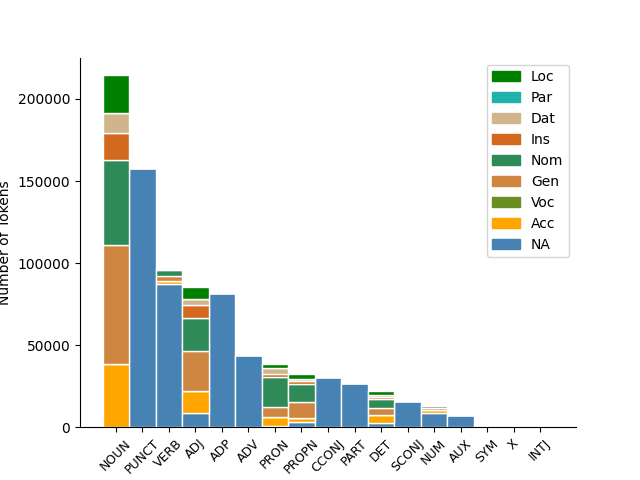 Number of Tokens
200000
150000
100000
50000
0
Loc
Par
Dat
Ins
Nom
Gen
Voc
Acc
NA
NOUN
PUNCT
VERB
ADJ
ADP
ADV
PRON
PROPN
CCONJ
PART
DET
SCONJ
NUM
AUX
SYM
X
INTJ